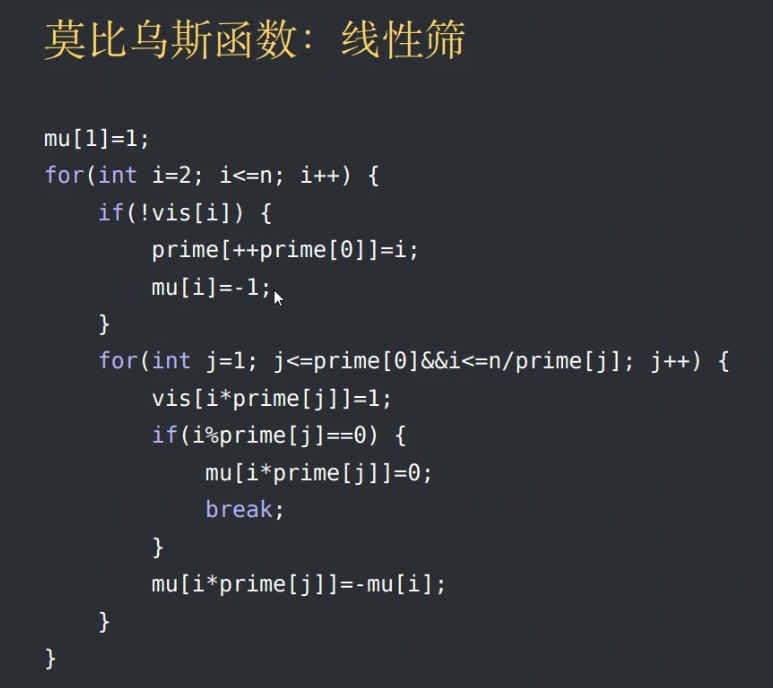 莫比乌斯函数：线性筛
mu[1]=1;
for(int i=2; i<=n; i++) {
    if(!vis[i]) {
        prime[++prime[0]]=i;
        mu[i]=-1;
    }
    for(int j=1; j<=prime[0]&&i<=n/prime[j]; j++) {
        vis[i*prime[j]]=1;
        if(i%prime[j]==0) {
            mu[i*prime[j]]=0;
            break;
        }
        mu[i*prime[j]]=-mu[i];
    }
}